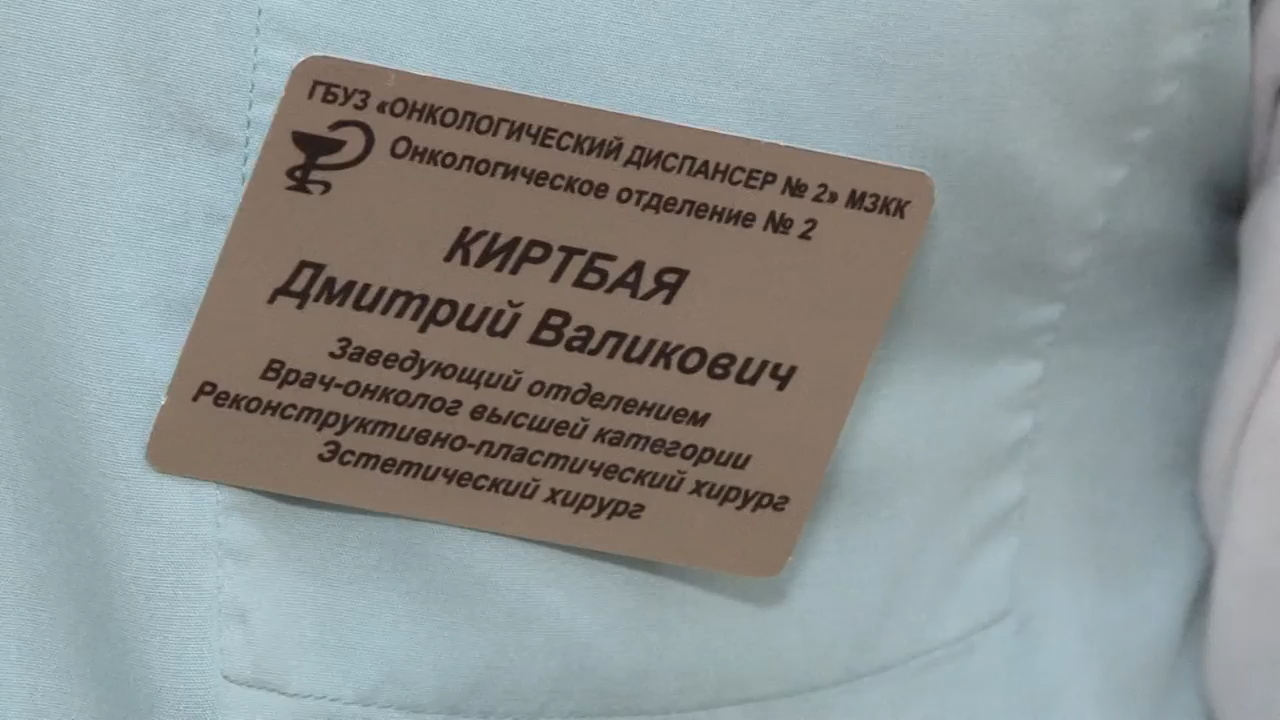 ГБУЗ «ОНКОЛОГИЧЕСКИЙ ДИСПАНСЕР № 2» МЗКК
Онкологическое отделение № 2
КИРТБАЯ
Дмитрий Валикович
Заведующий отделением
Врач-онколог высшей категории
Реконструктивно-пластический хирург
Эстетический хирург